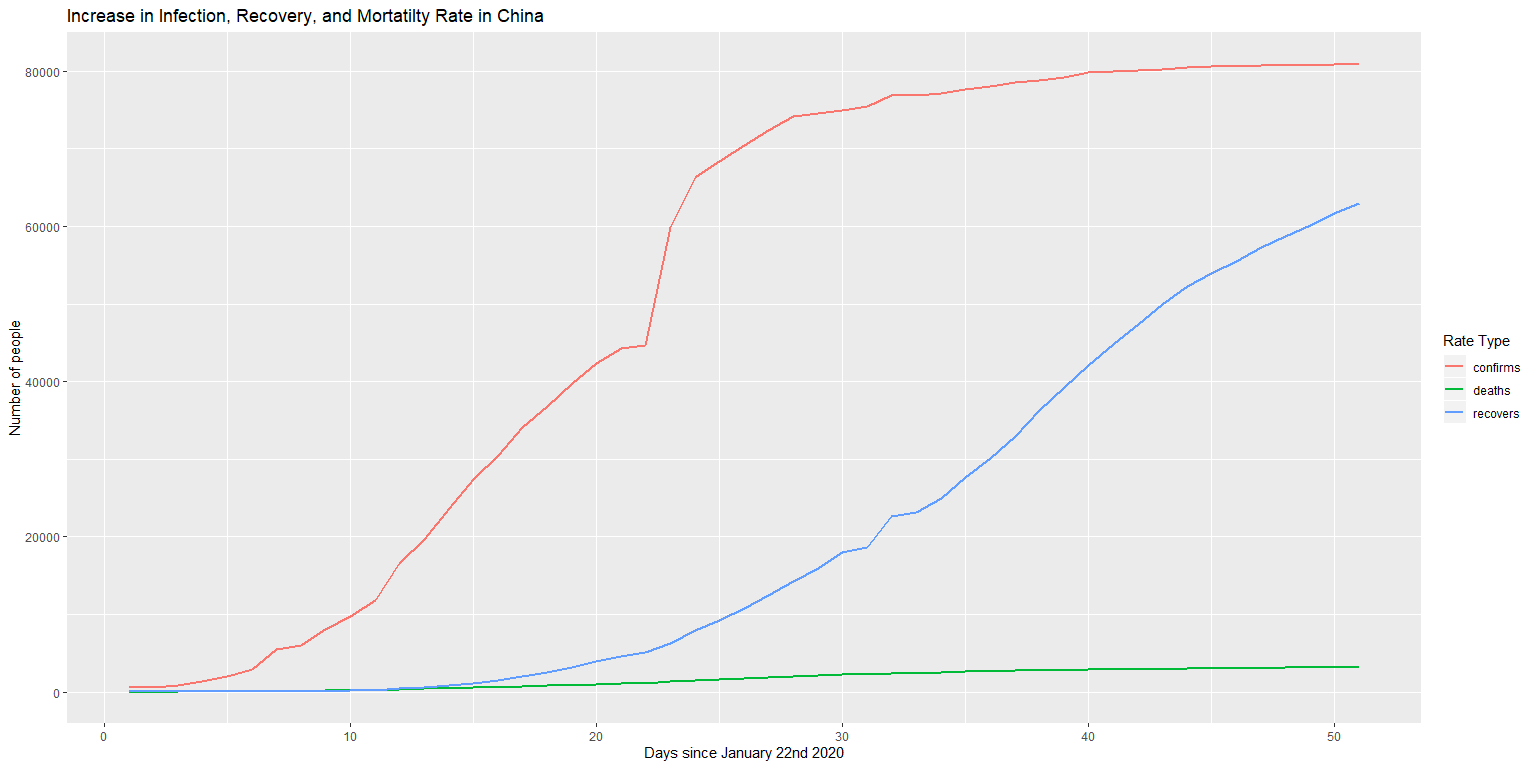 Increase in Infection, Recovery, and Mortatilty Rate in China
80000
60000
40000
20000
0
Number of people
0 10 20 30 40 50
Days since January 22nd 2020
Rate Type
confirms
deaths
recovers